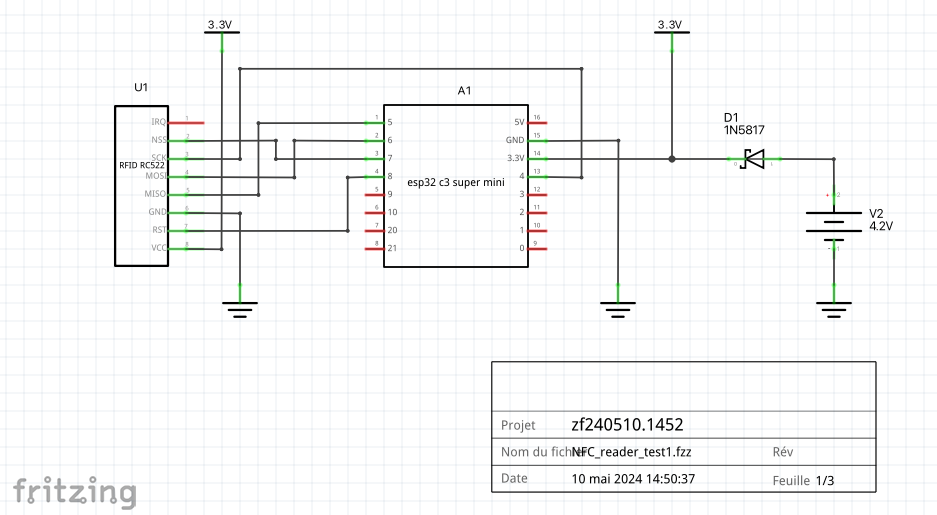 3.3V
3.3V
U1
A1
D1
1N5817
IRQ
NSS
SCK
RFID RC522
MOSI
MISO
GND
RST
VCC
1
2
3
4
5
6
7
8
1 5
2 6
3 7
4 8
5 9
6 10
7 20
8 21
esp32 c3 super mini
5V 16
GND 15
3.3V 14
4 13
3 12
2 11
1 10
0 9
V2
4.2V
Projet zf240510.1452
Nom du fichier NFC_reader_test1.fzz Rév
Date 10 mai 2024 14:50:37 Feuille 1/3
fritzing